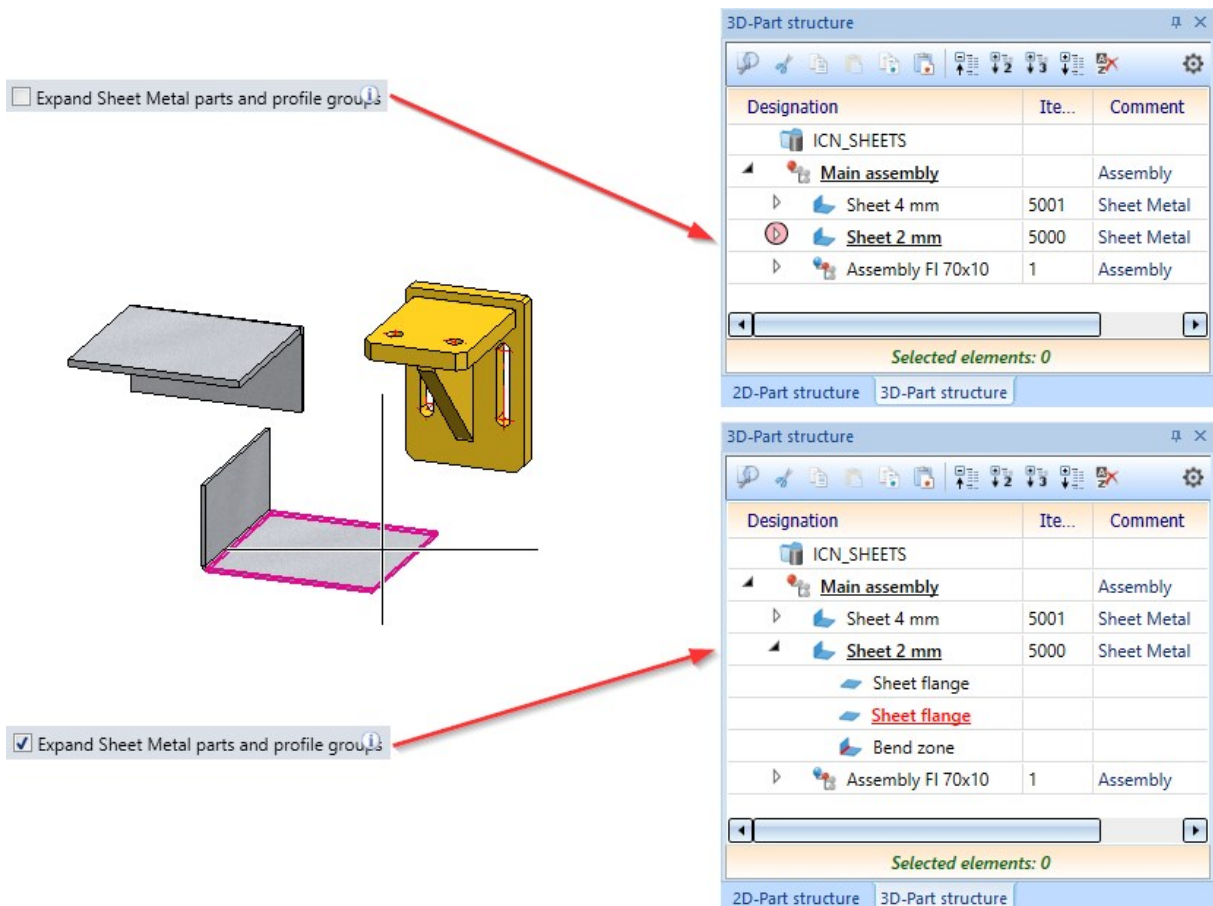 3D-Part structure
Expand Sheet Metal parts and profile groups
Designation Ite... Comment
ICN_SHEETS
Main assembly Assembly
Sheet 4 mm 5001 Sheet Metal
Sheet 2 mm 5000 Sheet Metal
Assembly Fl 70x10 1 Assembly
Selected elements: 0
2D-Part structure 3D-Part structure
3D-Part structure
Designation Ite... Comment
ICN_SHEETS
Main assembly Assembly
Sheet 4 mm 5001 Sheet Metal
Sheet 2 mm 5000 Sheet Metal
Sheet flange
Sheet flange
Expand Sheet Metal parts and profile groups
Bend zone
Assembly Fl 70x10 1 Assembly
Selected elements: 0
2D-Part structure 3D-Part structure